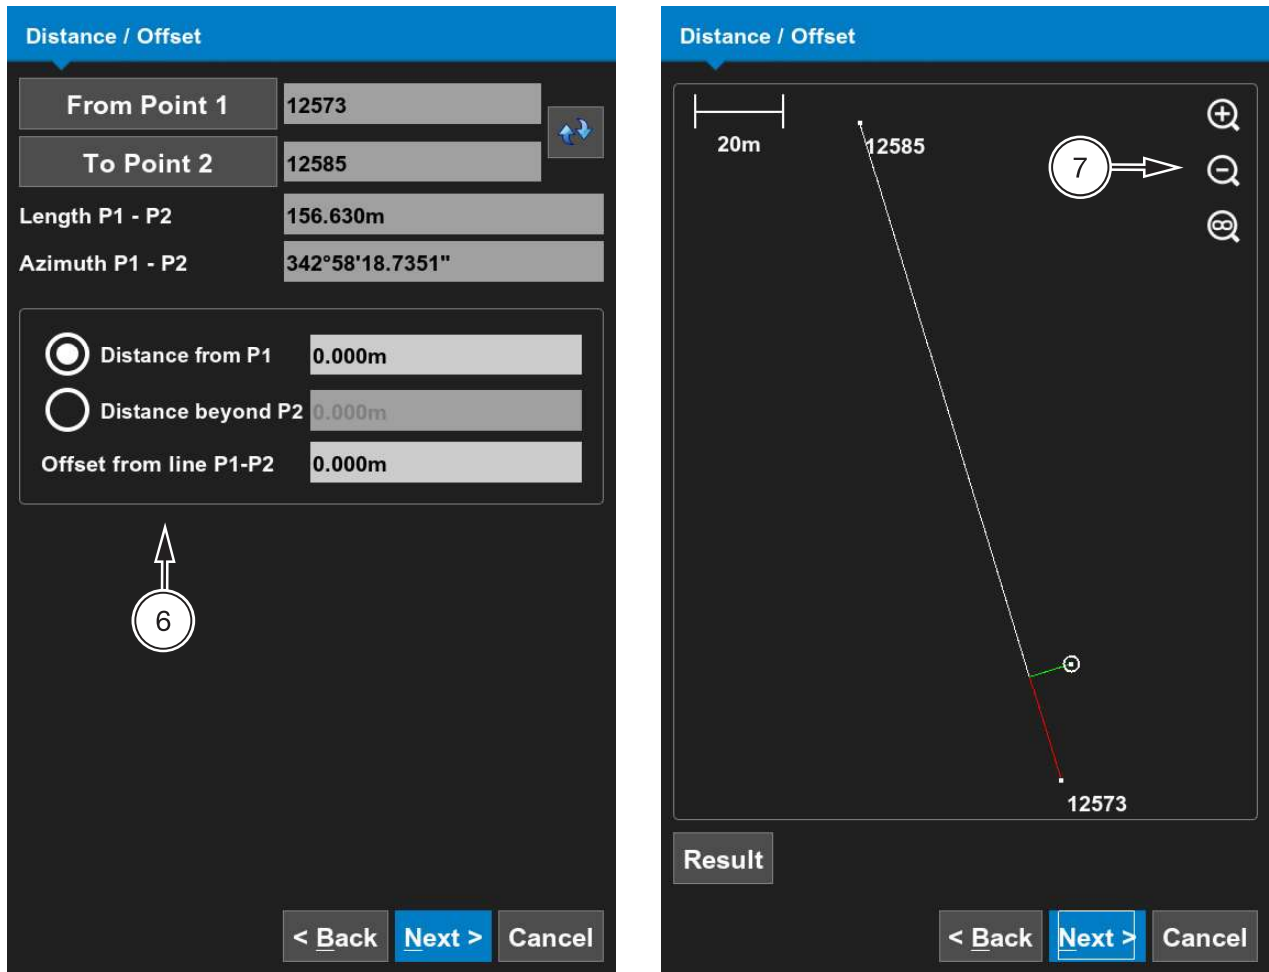 Distance / Offset
From Point 1 12573
To Point 2 12585
Length P1 - P2 156.630m
Azimuth P1 - P2 342°58'18.7351"
Distance from P1 0.000m
Distance beyond P2 0.000m
Offset from line P1-P2 0.000m
6
< Back Next > Cancel
Distance / Offset
20m
12585
7
12573
Result
< Back Next > Cancel